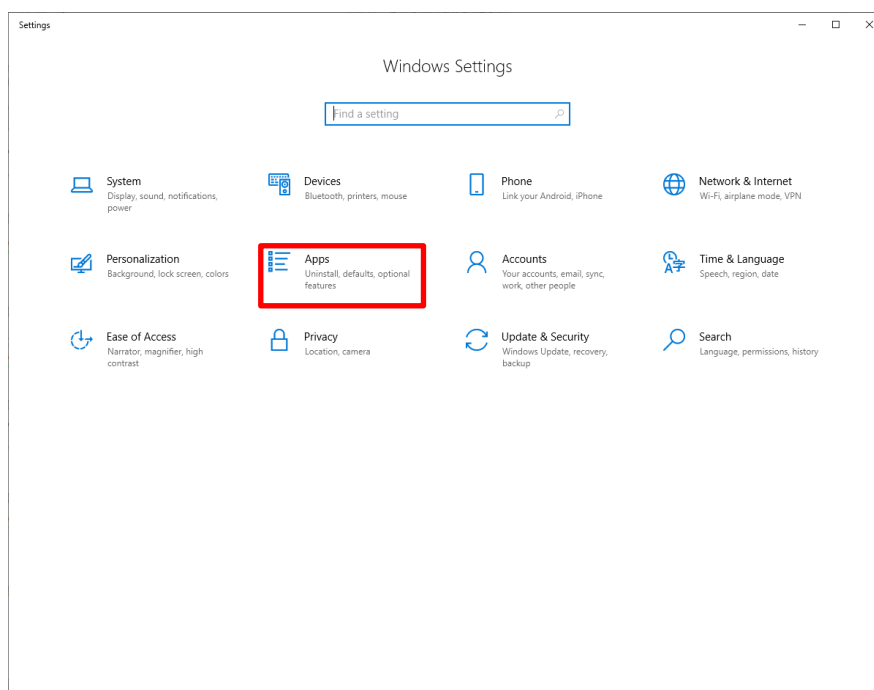 Settings
Windows Settings
Find a setting
System
Display, sound, notifications,
power
Devices
Bluetooth, printers, mouse
Phone
Link your Android, iPhone
Network & Internet
Wi-Fi, airplane mode, VPN
Personalization
Background, lock screen, colors
Apps
Uninstall, defaults, optional
features
Accounts
Your accounts, email, sync,
work, other people
Time & Language
Speech, region, date
Ease of Access
Narrator, magnifier, high
contrast
Privacy
Location, camera
Update & Security
Windows Update, recovery,
backup
Search
Language, permissions, history